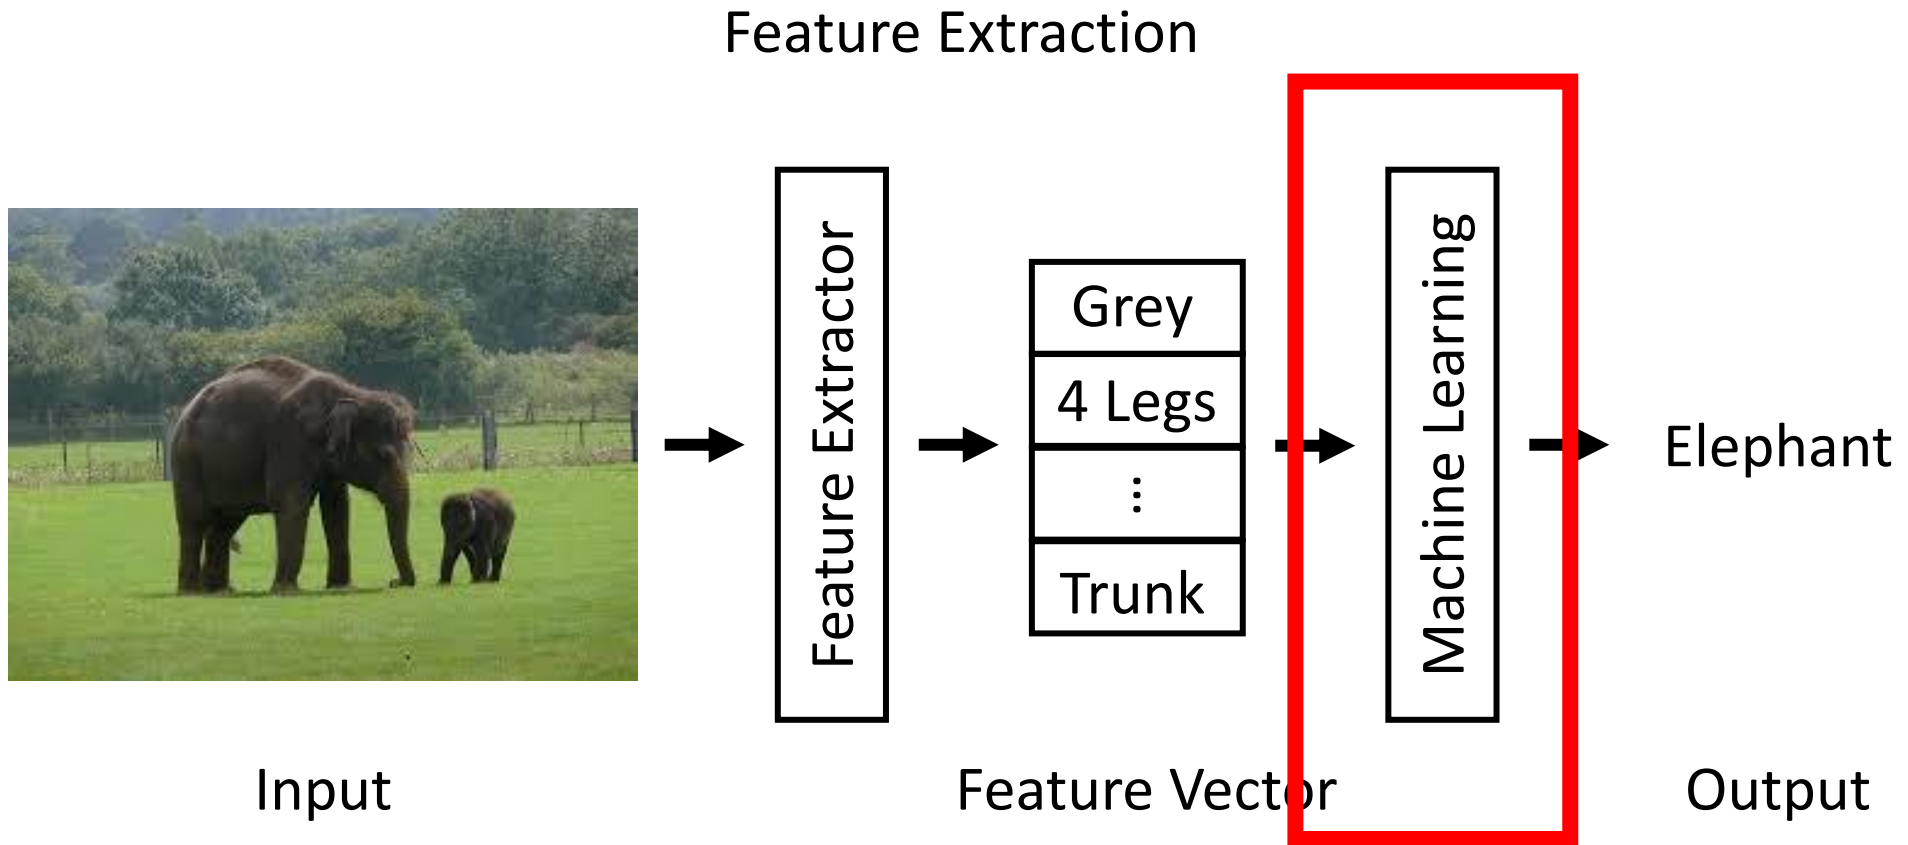 Feature Extraction
Feature Extractor
Grey
4 Legs
⋮
Trunk
Machine Learning
Elephant
Input
Feature Vector
Output